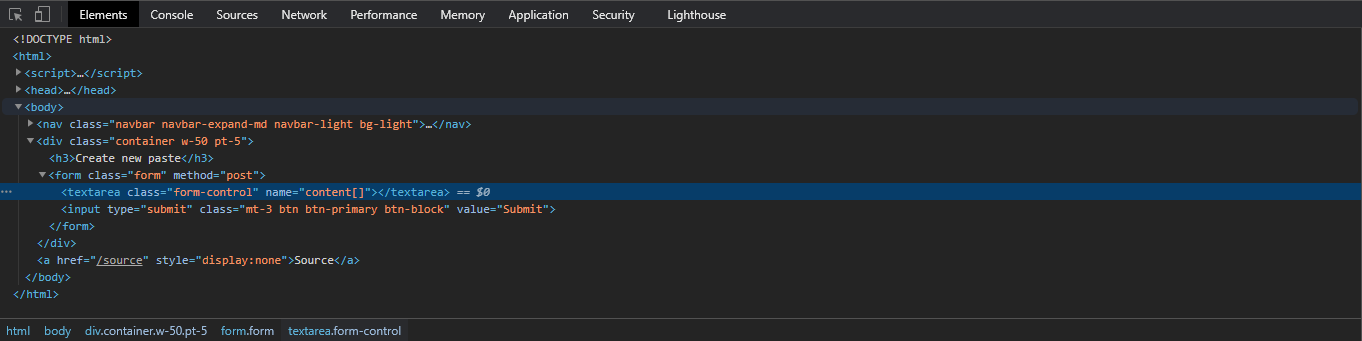 Elements Console Sources Network Performance Memory Application Security Lighthouse
<!DOCTYPE html>
<html>
<script>…</script>
<head>…</head>
<body>
<nav class="navbar navbar-expand-md navbar-light bg-light">…</nav>
<div class="container w-50 pt-5">
<h3>Create new paste</h3>
<form class="form" method="post">
<textarea class="form-control" name="content[]"></textarea> == $0
<input type="submit" class="mt-3 btn btn-primary btn-block" value="Submit">
</form>
</div>
<a href="/source" style="display:none">Source</a>
</body>
</html>
html body div.container.w-50.pt-5 form.form textarea.form-control